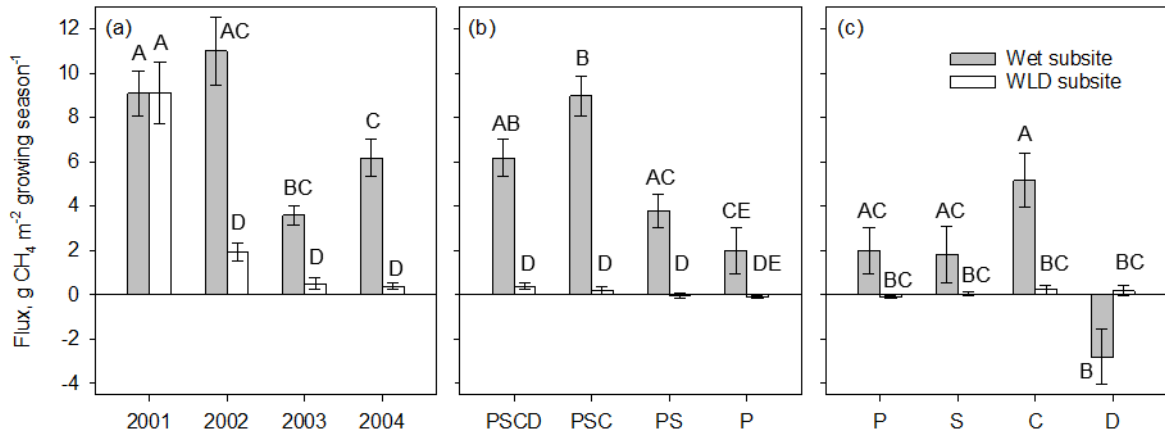 Flux, g CH4 m-2 growing season-1
12
10
8
6
4
2
0
-2
-4
(a)
A
A
AC
D
BC
D
C
D
2001
2002
2003
2004
(b)
AB
D
B
D
AC
D
CE
DE
PSCD
PSC
PS
P
(c)
Wet subsite
WLD subsite
AC
BC
AC
BC
A
BC
B
BC
P
S
C
D